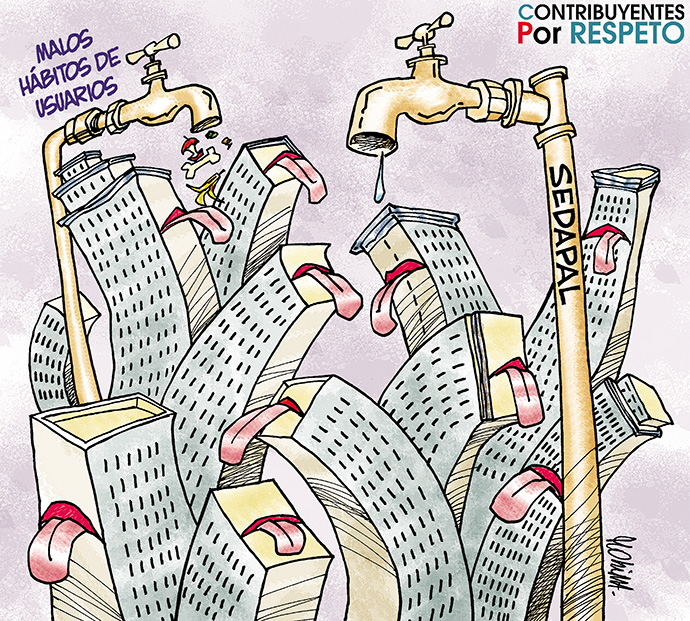 CONTRIBUYENTES
Por RESPETO
MALOS
HÁBITOS DE
USUARIOS
SEDAPAL